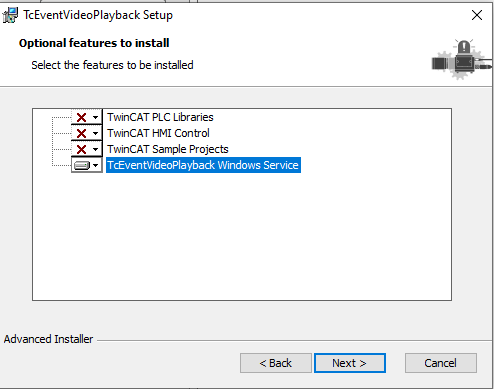 TcEventVideoPlayback Setup
Optional features to install
Select the features to be installed
TwinCAT PLC Libraries
TwinCAT HMI Control
TwinCAT Sample Projects
TcEventVideoPlayback Windows Service
Advanced Installer
< Back Next > Cancel